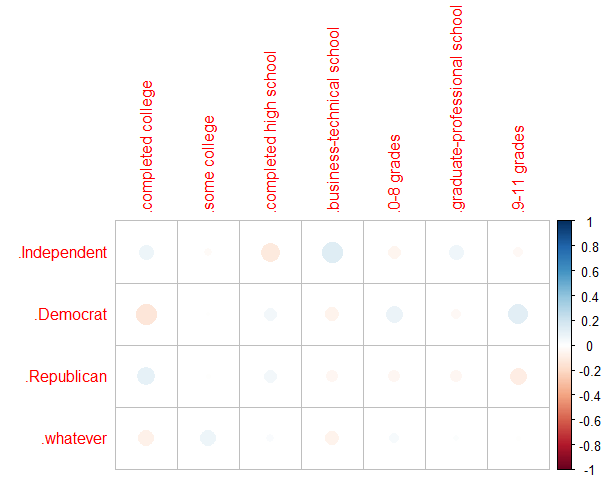 .completed college
.some college
.completed high school
.business-technical school
.0-8 grades
.graduate-professional school
.9-11 grades
.Independent
.Democrat
.Republican
.whatever
1
0.8
0.6
0.4
0.2
0
-0.2
-0.4
-0.6
-0.8
-1